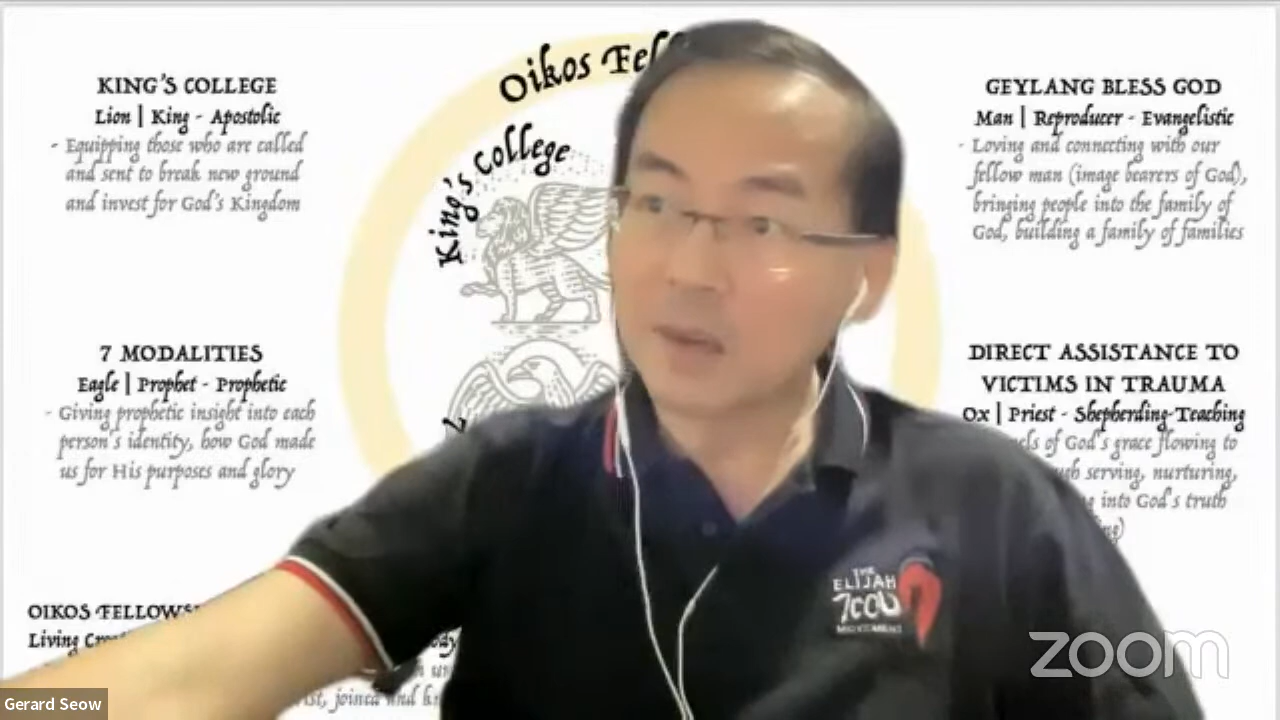 KING'S COLLEGE
Lion | King - Apostolic
- Equipping those who are called
and sent to break new ground
and invest for God's Kingdom
7 MODALITIES
Eagle | Prophet - Prophetic
- Giving prophetic insight into each
person's identity, how God made
us for His purposes and glory
OIKOS FELLOWS
Living
joined and
Oikos Fell
King's College
7
GEYLANG BLESS GOD
Man | Reproducer - Evangelistic
- Loving and connecting with our
fellow man (image bearers of God),
bringing people into the family of
God, building a family of families
DIRECT ASSISTANCE TO
VICTIMS IN TRAUMA
Ox | Priest - Shepherding-Teaching
of God's grace flowing to
serving, nurturing,
into God's truth
THE
ELIJAH
7000
MOVEMENT
zoom
Gerard Seow